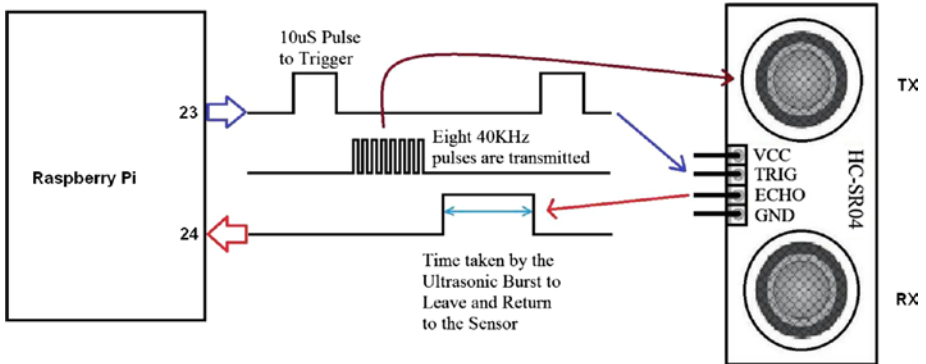 10uS Pulse
to Trigger
TX
23
Eight 40KHz
pulses are transmitted
VCC
TRIG
ECHO
GND
HC-SR04
Raspberry Pi
24
Time taken by the
Ultrasonic Burst to
Leave and Return
to the Sensor
RX